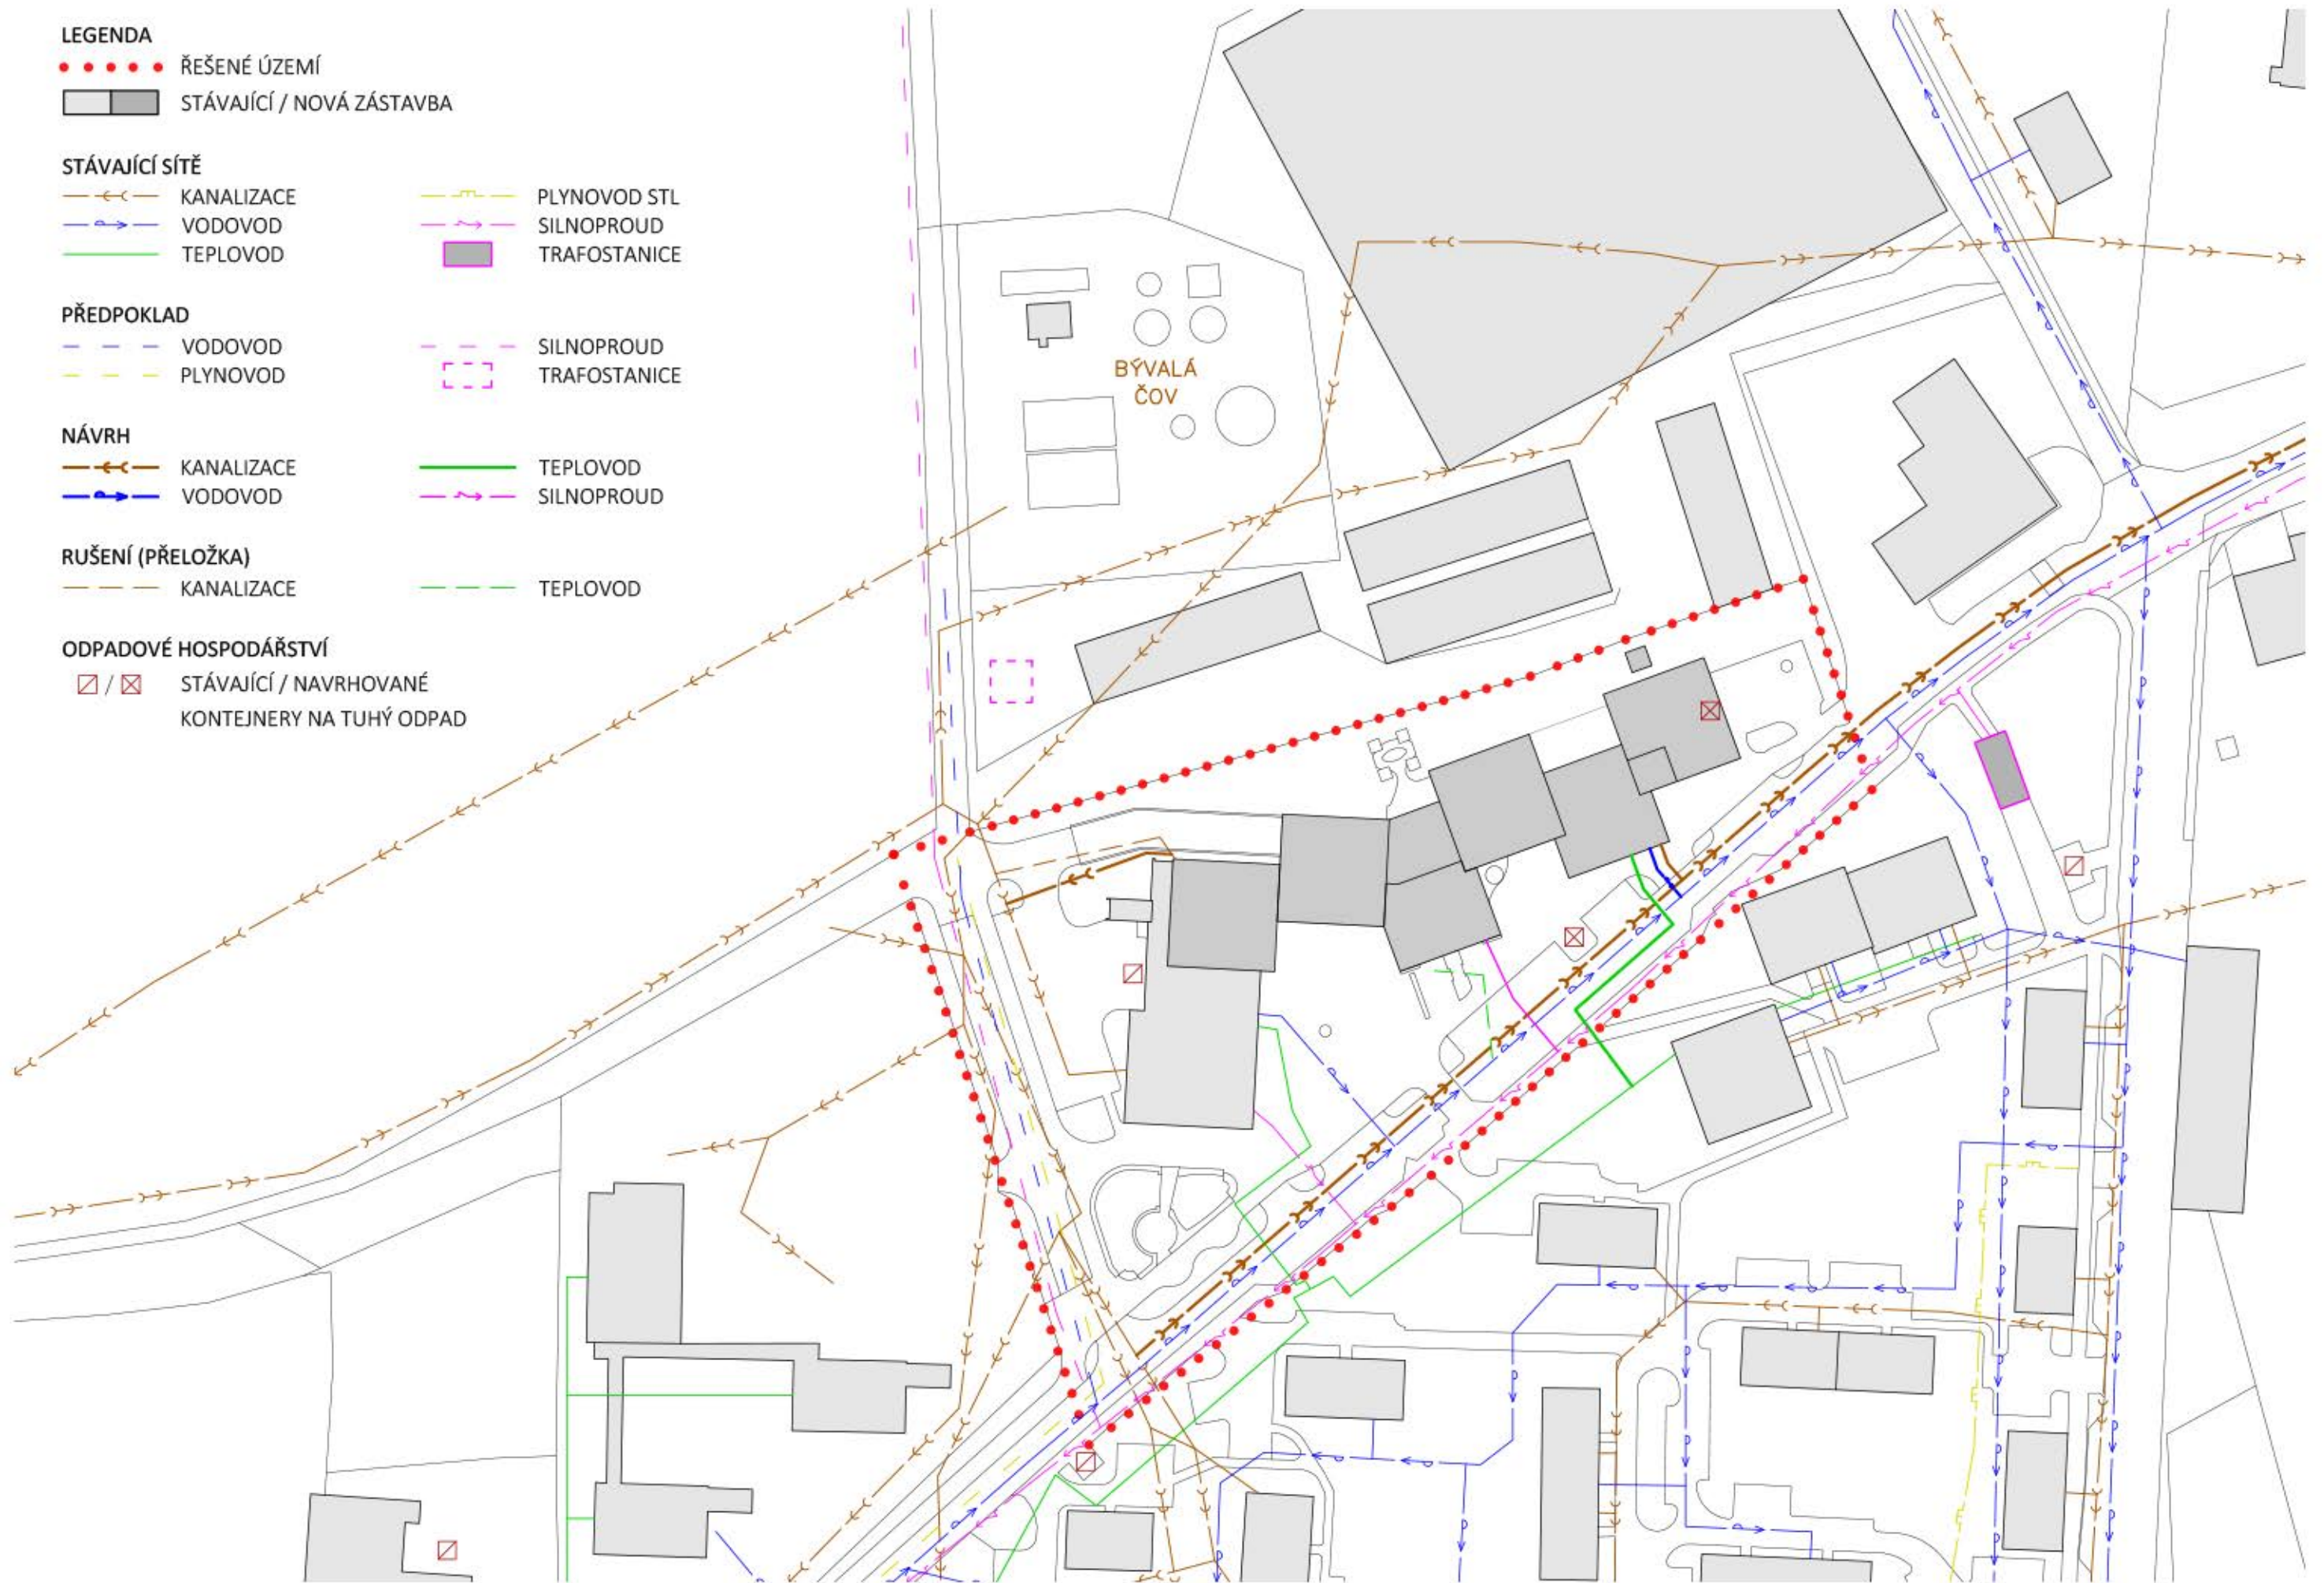 LEGENDA
ŘEŠENÉ ÚZEMÍ
STÁVAJÍCÍ / NOVÁ ZÁSTAVBA
STÁVAJÍCÍ SÍTĚ
KANALIZACE
VODOVOD
TEPLOVOD
PLYNOVOD STL
SILNOPROUD
TRAFOSTANICE
PŘEDPOKLAD
VODOVOD
PLYNOVOD
SILNOPROUD
TRAFOSTANICE
NÁVRH
KANALIZACE
VODOVOD
TEPLOVOD
SILNOPROUD
RUŠENÍ (PŘELOŽKA)
KANALIZACE
TEPLOVOD
ODPADOVÉ HOSPODÁŘSTVÍ
/ STÁVAJÍCÍ / NAVRHOVANÉ
KONTEJNERY NA TUHÝ ODPAD
BÝVALÁ
ČOV